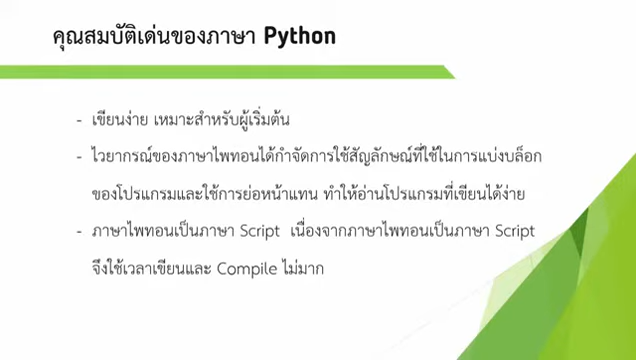 คุณสมบัติเด่นของภาษา Python
- เขียนง่าย เหมาะสำหรับผู้เริ่มต้น
- ไวยากรณ์ของภาษาไพทอนได้กำจัดการใช้สัญลักษณ์ที่ใช้ในการแบ่งบล็อก
ของโปรแกรมและใช้การย่อหน้าแทน ทำให้อ่านโปรแกรมที่เขียนได้ง่าย
- ภาษาไพทอนเป็นภาษา Script เนื่องจากภาษาไพทอนเป็นภาษา Script
จึงใช้เวลาเขียนและ Compile ไม่มาก